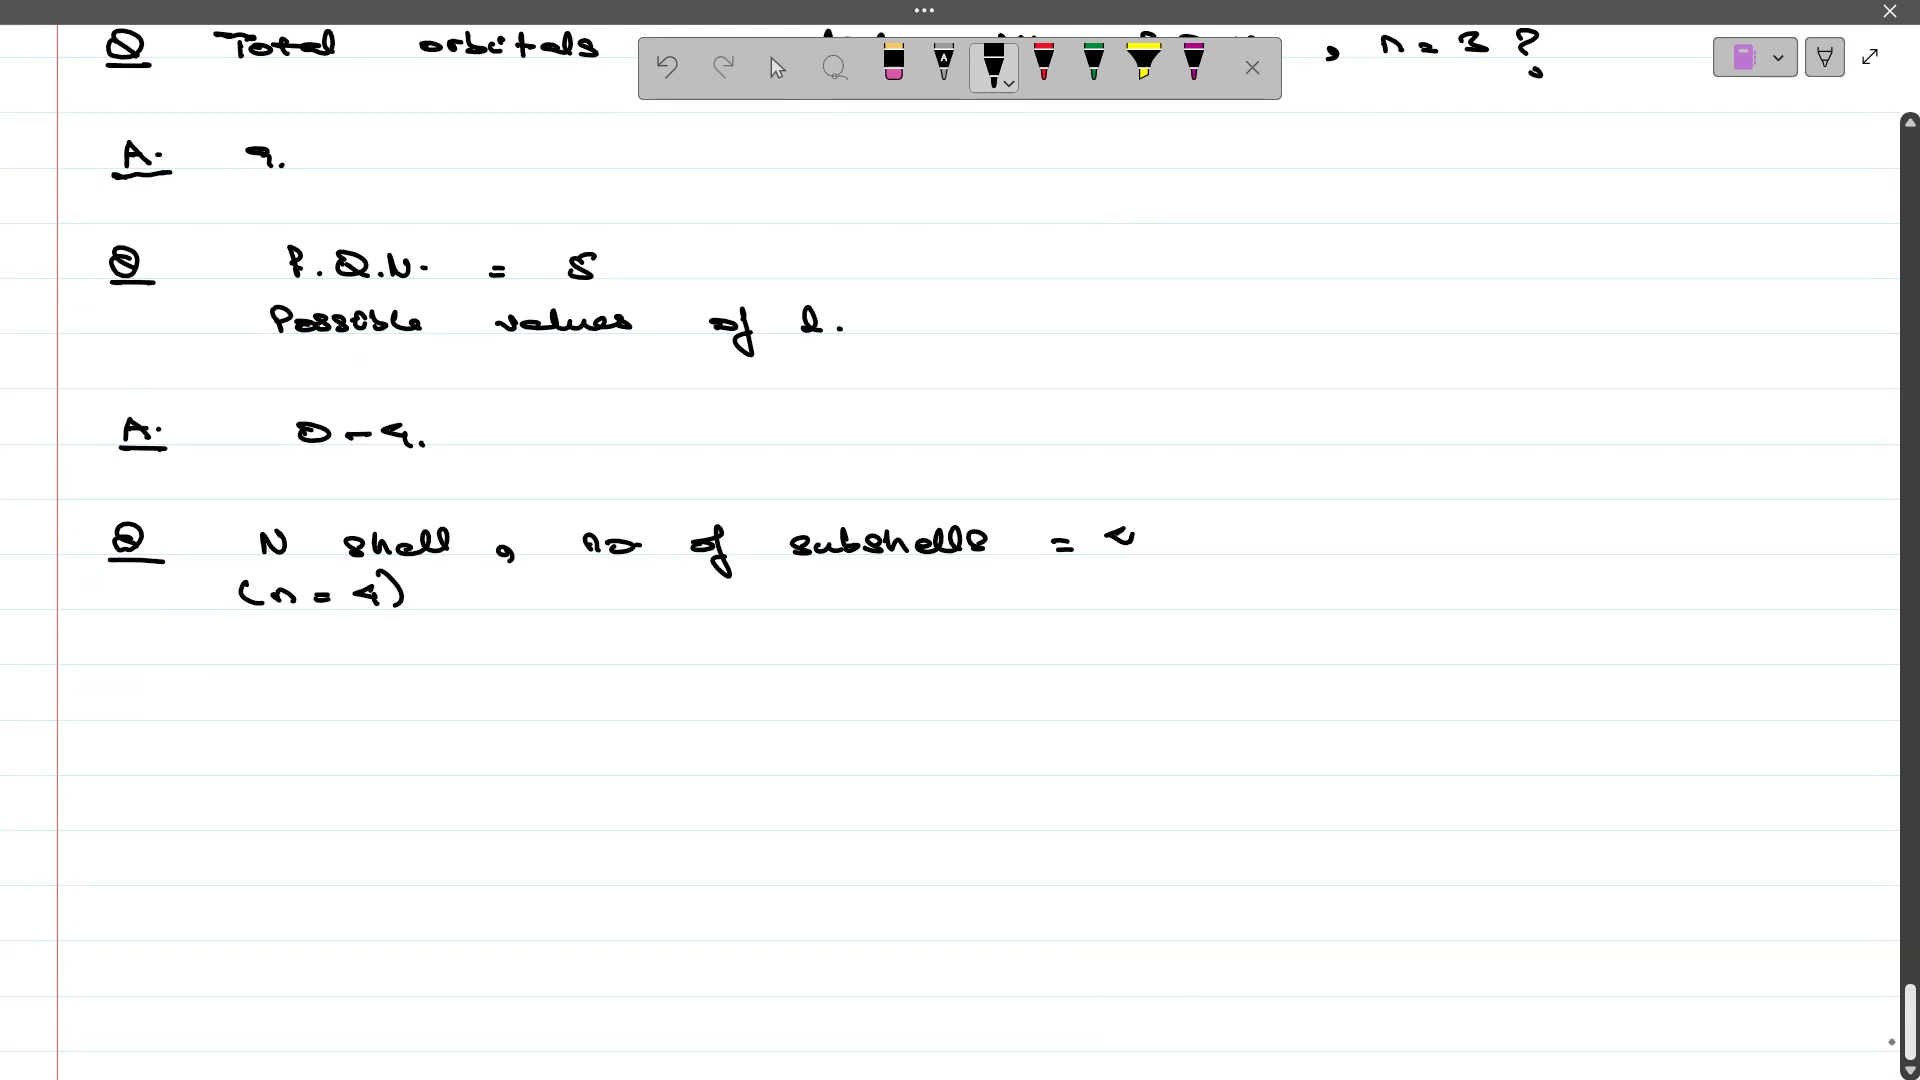 Q Total orbitals , n = 3 ?
A. 9.
Q P.Q.N. = 5
Possible values of l.
A. 0 - 4.
Q N shell, no of subshells = 4
(n = 4)